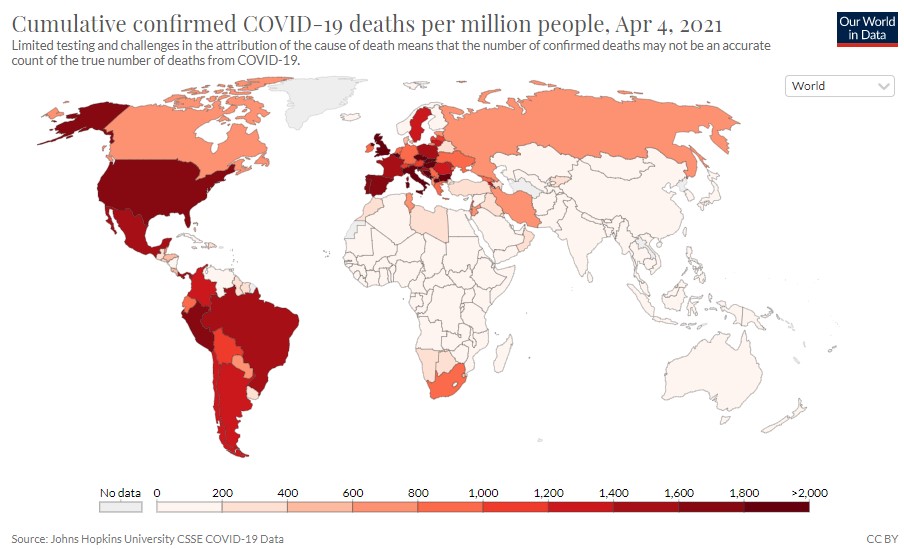 Cumulative confirmed COVID-19 deaths per million people, Apr 4, 2021
Limited testing and challenges in the attribution of the cause of death means that the number of confirmed deaths may not be an accurate
count of the true number of deaths from COVID-19.
Our World
in Data
World
No data
0
200
400
600
800
1,000
1,200
1,400
1,600
1,800
>2,000
Source: Johns Hopkins University CSSE COVID-19 Data
CC BY